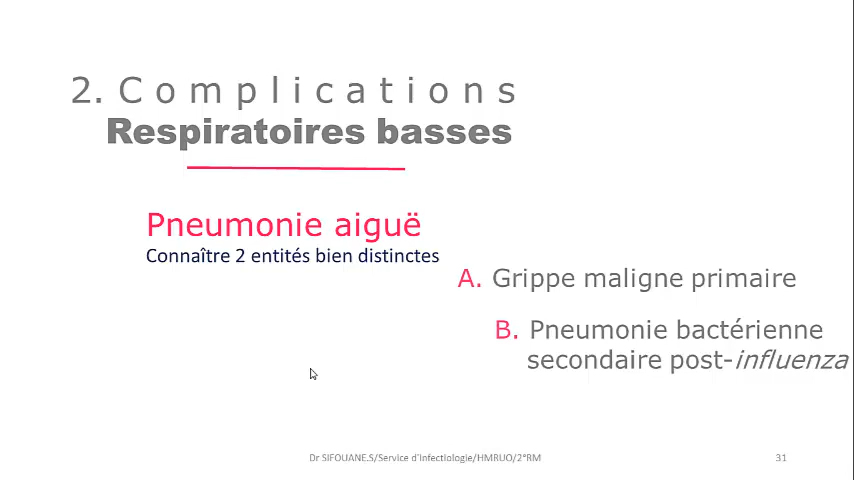 2. Complications
Respiratoires basses
Pneumonie aiguë
Connaître 2 entités bien distinctes
A. Grippe maligne primaire
B. Pneumonie bactérienne
secondaire post-influenza
Dr SIFOUANE.S/Service d'Infectiologie/HMRUO/2°RM
31